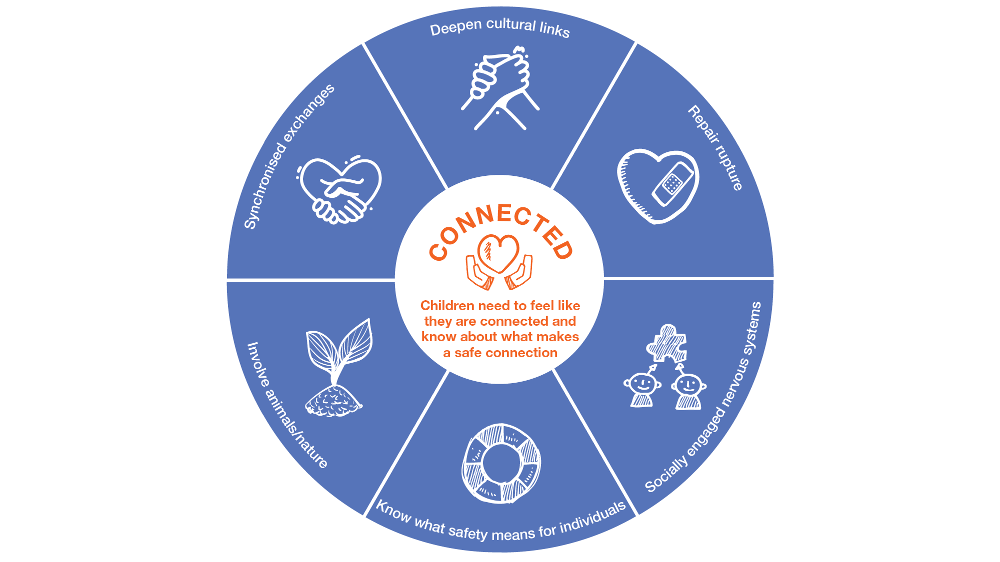 Deepen cultural links
Repair rupture
Socially engaged nervous systems
Know what safety means for individuals
Involve animals/nature
Synchronised exchanges
CONNECTED
Children need to feel like
they are connected and
know about what makes
a safe connection